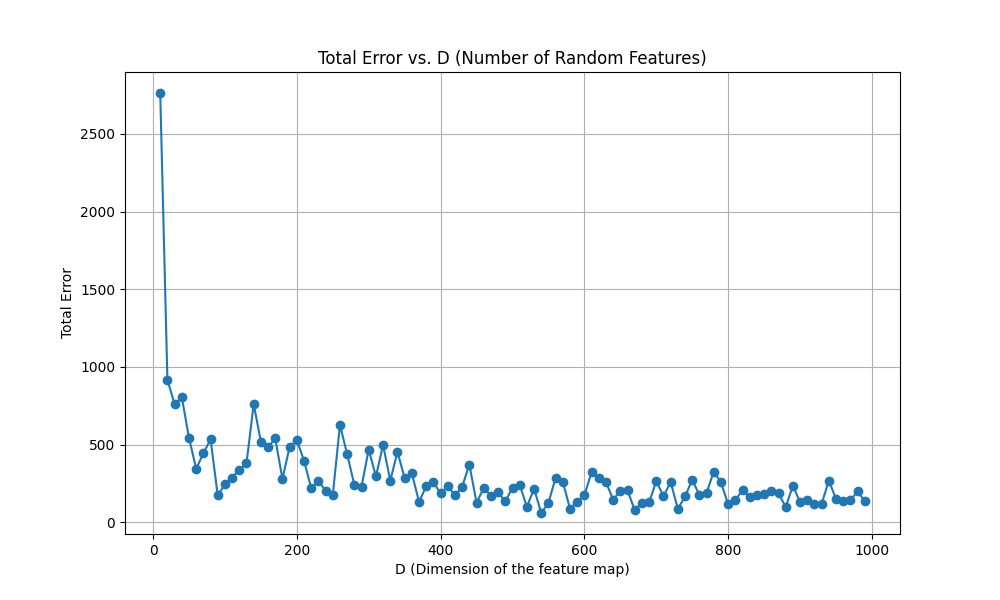 Total Error vs. D (Number of Random Features)
Total Error
2500
2000
1500
1000
500
0
0 200 400 600 800 1000
D (Dimension of the feature map)